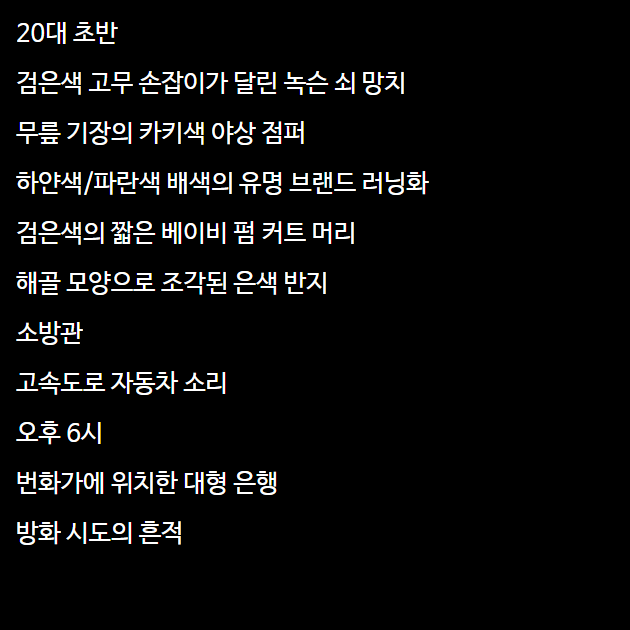 20대 초반
검은색 고무 손잡이가 달린 녹슨 쇠 망치
무릎 기장의 카키색 야상 점퍼
하얀색/파란색 배색의 유명 브랜드 러닝화
검은색의 짧은 베이비 펌 커트 머리
해골 모양으로 조각된 은색 반지
소방관
고속도로 자동차 소리
오후 6시
번화가에 위치한 대형 은행
방화 시도의 흔적